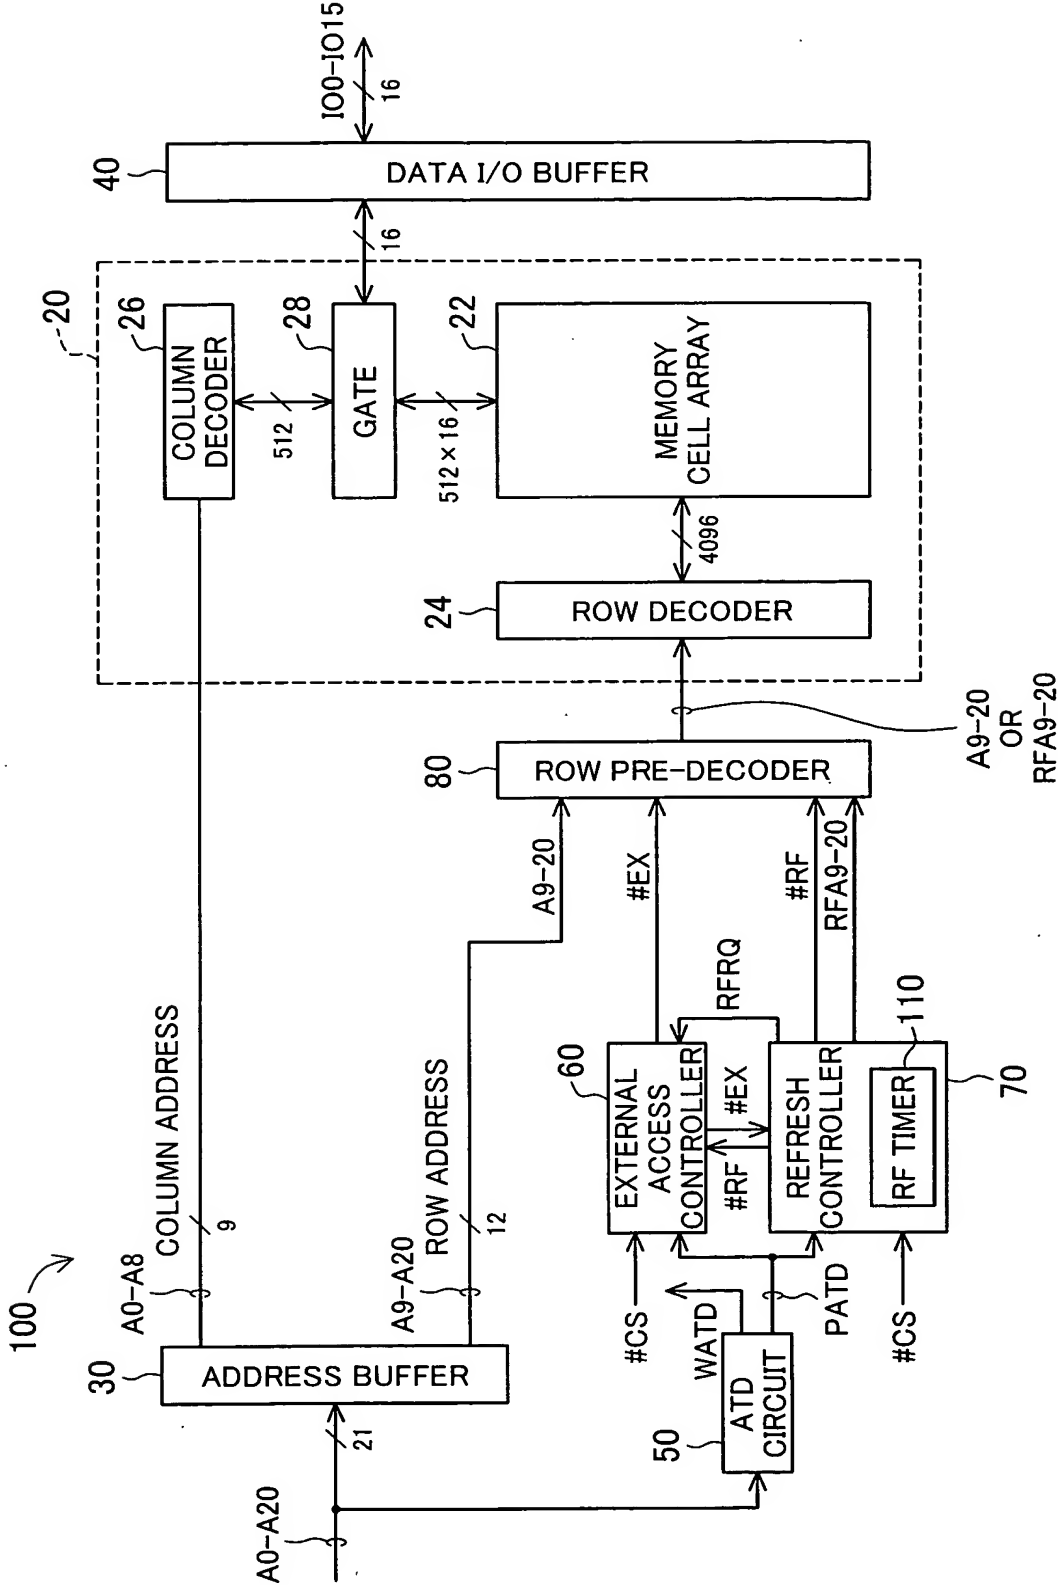 100
A0-A20
21
30
ADDRESS BUFFER
A0-A8
COLUMN ADDRESS
9
A9-A20
ROW ADDRESS
12
50
ATD
CIRCUIT
WATD
PATD
#CS
#CS
60
EXTERNAL
ACCESS
CONTROLLER
#RF
#EX
RFRQ
REFRESH
CONTROLLER
RF TIMER
110
70
A9-20
#EX
#RF
RFA9-20
80
ROW PRE-DECODER
A9-20
OR
RFA9-20
20
24
ROW DECODER
4096
26
COLUMN
DECODER
512
28
GATE
512×16
22
MEMORY
CELL ARRAY
16
40
DATA I/O BUFFER
IO0-IO15
16